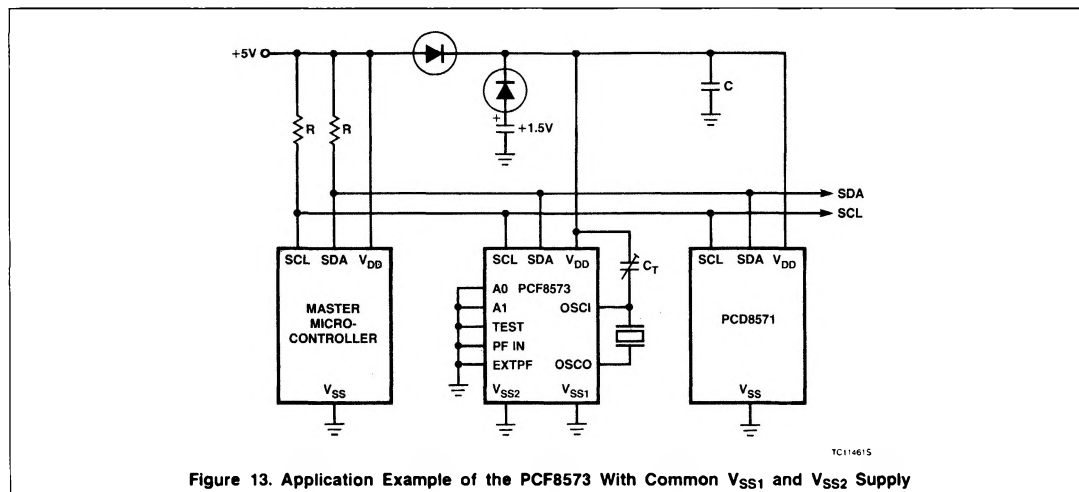 +5V
C
+
+1.5V
R R
SDA
SCL
SCL SDA VDD
MASTER
MICRO-
CONTROLLER
VSS
SCL SDA VDD
CT
A0 PCF8573
A1
OSCI
TEST
PF IN
EXTPF
OSCO
VSS2 VSS1
SCL SDA VDD
PCD8571
VSS
TC11461S
Figure 13. Application Example of the PCF8573 With Common VSS1 and VSS2 Supply